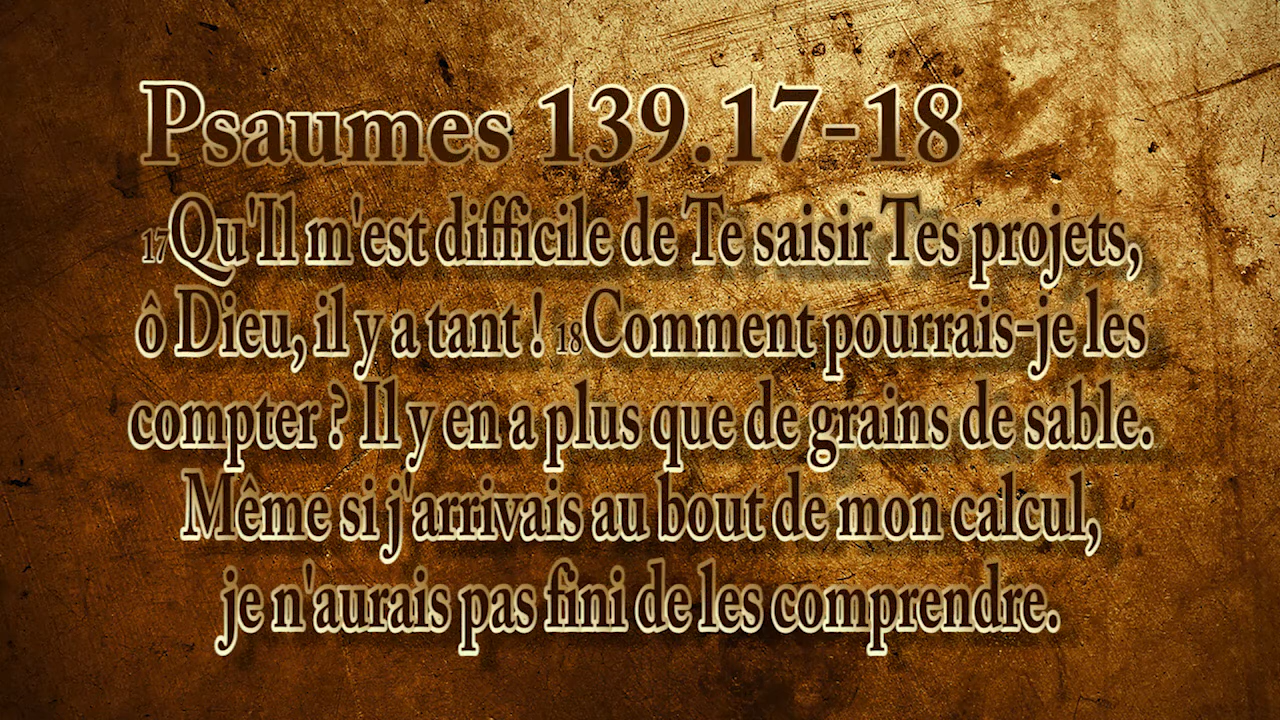 Psaumes 139.17-18
17Qu'Il m'est difficile de Te saisir Tes projets,
ô Dieu, il y a tant ! 18Comment pourrais-je les
compter ? Il y en a plus que de grains de sable.
Même si j'arrivais au bout de mon calcul,
je n'aurais pas fini de les comprendre.